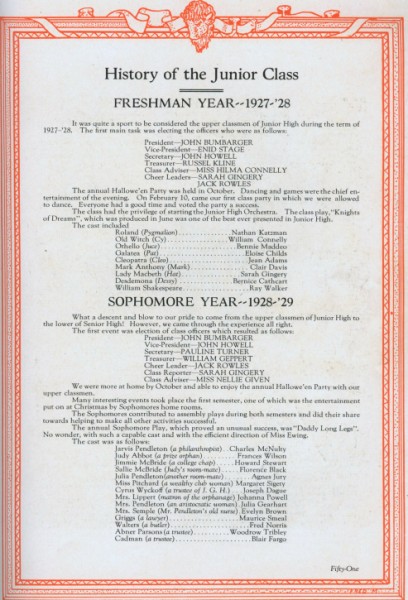 History of the Junior Class
FRESHMAN YEAR--1927-'28
It was quite a sport to be considered the upper classmen of Junior High during the term of
1927-'28. The first main task was electing the officers who were as follows:
President—JOHN BUMBARGER
Vice-President—ENID STAGE
Secretary—JOHN HOWELL
Treasurer—RUSSEL KLINE
Class Adviser—MISS HILMA CONNELLY
Cheer Leaders—SARAH GINGERY
JACK ROWLES
The annual Hallowe'en Party was held in October. Dancing and games were the chief en-
tertainment of the evening. On February 10, came our first class party in which we were allowed
to dance. Everyone had a good time and voted the party a success.
The class had the privilege of starting the Junior High Orchestra. The class play, "Knights
of Dreams", which was produced in June was one of the best ever presented in Junior High.
The cast included
Roland (Pygmalion) Nathan Katzman
Old Witch (Cy) William Connelly
Othello (Juez) Bennie Maddeo
Galatea (Pat) Eloise Childs
Cleopatra (Cleo) Jean Adams
Mark Anthony (Mark) Clair Davis
Lady Macbeth (Hat) Sarah Gingery
Desdemona (Dessy) Bernice Cathcart
William Shakespeare Ray Walker
SOPHOMORE YEAR--1928-'29
What a descent and blow to our pride to come from the upper classmen of Junior High to
the lower of Senior High! However, we came through the experience all right.
The first event was election of class officers which resulted as follows:
President—JOHN BUMBARGER
Vice-President—JOHN HOWELL
Secretary—PAULINE TURNER
Treasurer—WILLIAM GEPPERT
Cheer Leader—JACK ROWLES
Class Reporter—SARAH GINGERY
Class Adviser—MISS NELLIE GIVEN
We were more at home by October and able to enjoy the annual Hallowe'en Party with our
upper classmen.
Many interesting events took place the first semester, one of which was the entertainment
put on at Christmas by Sophomores home rooms.
The Sophomores contributed to assembly plays during both semesters and did their share
towards helping to make all other activities successful.
The annual Sophomore Play, which proved an unusual success, was "Daddy Long Legs".
No wonder, with such a capable cast and with the efficient direction of Miss Ewing.
The cast was as follows:
Jarvis Pendleton (a philanthropist) Charles McNulty
Judy Abbot (a prize orphan) Frances Wilson
Jimmie McBride (a college chap) Howard Stewart
Sallie McBride (Judy's room-mate) Florence Black
Julia Pendleton (another room-mate) Agnes Jury
Miss Pritchard (a wealthy club woman) Margaret Sigety
Cyrus Wyckoff (a trustee of J. G. H.) Joseph Dague
Mrs. Lippert (matron of the orphanage) Johanna Powell
Mrs. Pendleton (an aristocratic woman) Julia Gearhart
Mrs. Semple (Mr. Pendleton's old nurse) Evelyn Brown
Griggs (a lawyer) Maurice Smeal
Walters (a butler) Fred Norris
Abner Parsons (a trustee) Woodrow Tribley
Cadman (a trustee) Blair Furgo
Fifty-One